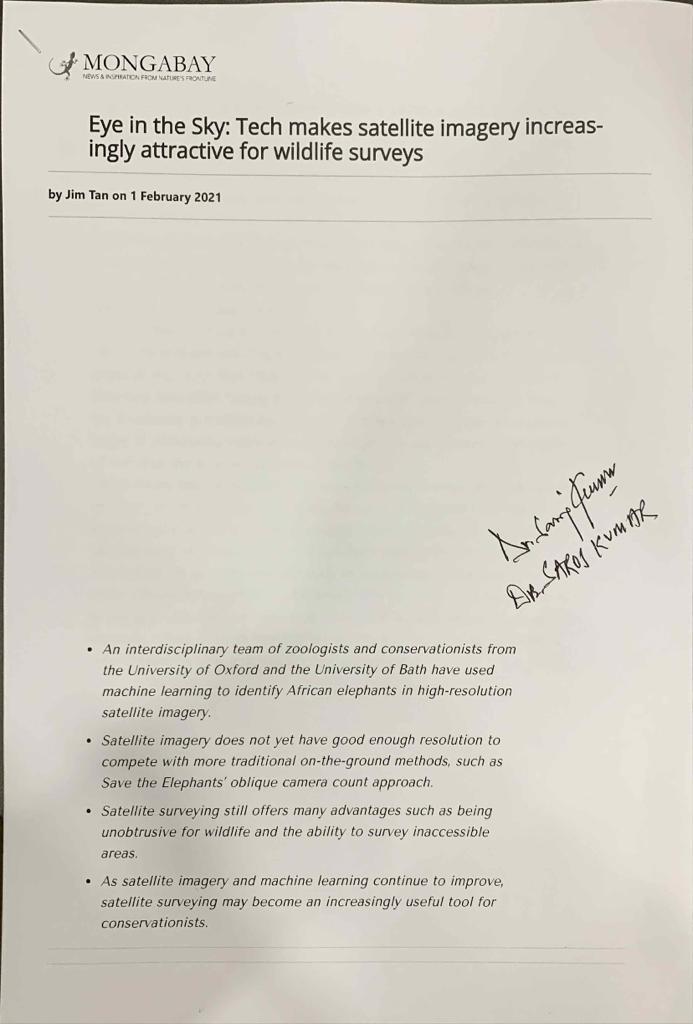 MONGABAY
NEWS & INSPIRATION FROM NATURE'S FRONTLINE
Eye in the Sky: Tech makes satellite imagery increas-
ingly attractive for wildlife surveys
by Jim Tan on 1 February 2021
Dr. Saroj Kumar
DR. SAROJ KUMAR
• An interdisciplinary team of zoologists and conservationists from
the University of Oxford and the University of Bath have used
machine learning to identify African elephants in high-resolution
satellite imagery.
• Satellite imagery does not yet have good enough resolution to
compete with more traditional on-the-ground methods, such as
Save the Elephants' oblique camera count approach.
• Satellite surveying still offers many advantages such as being
unobtrusive for wildlife and the ability to survey inaccessible
areas.
• As satellite imagery and machine learning continue to improve,
satellite surveying may become an increasingly useful tool for
conservationists.